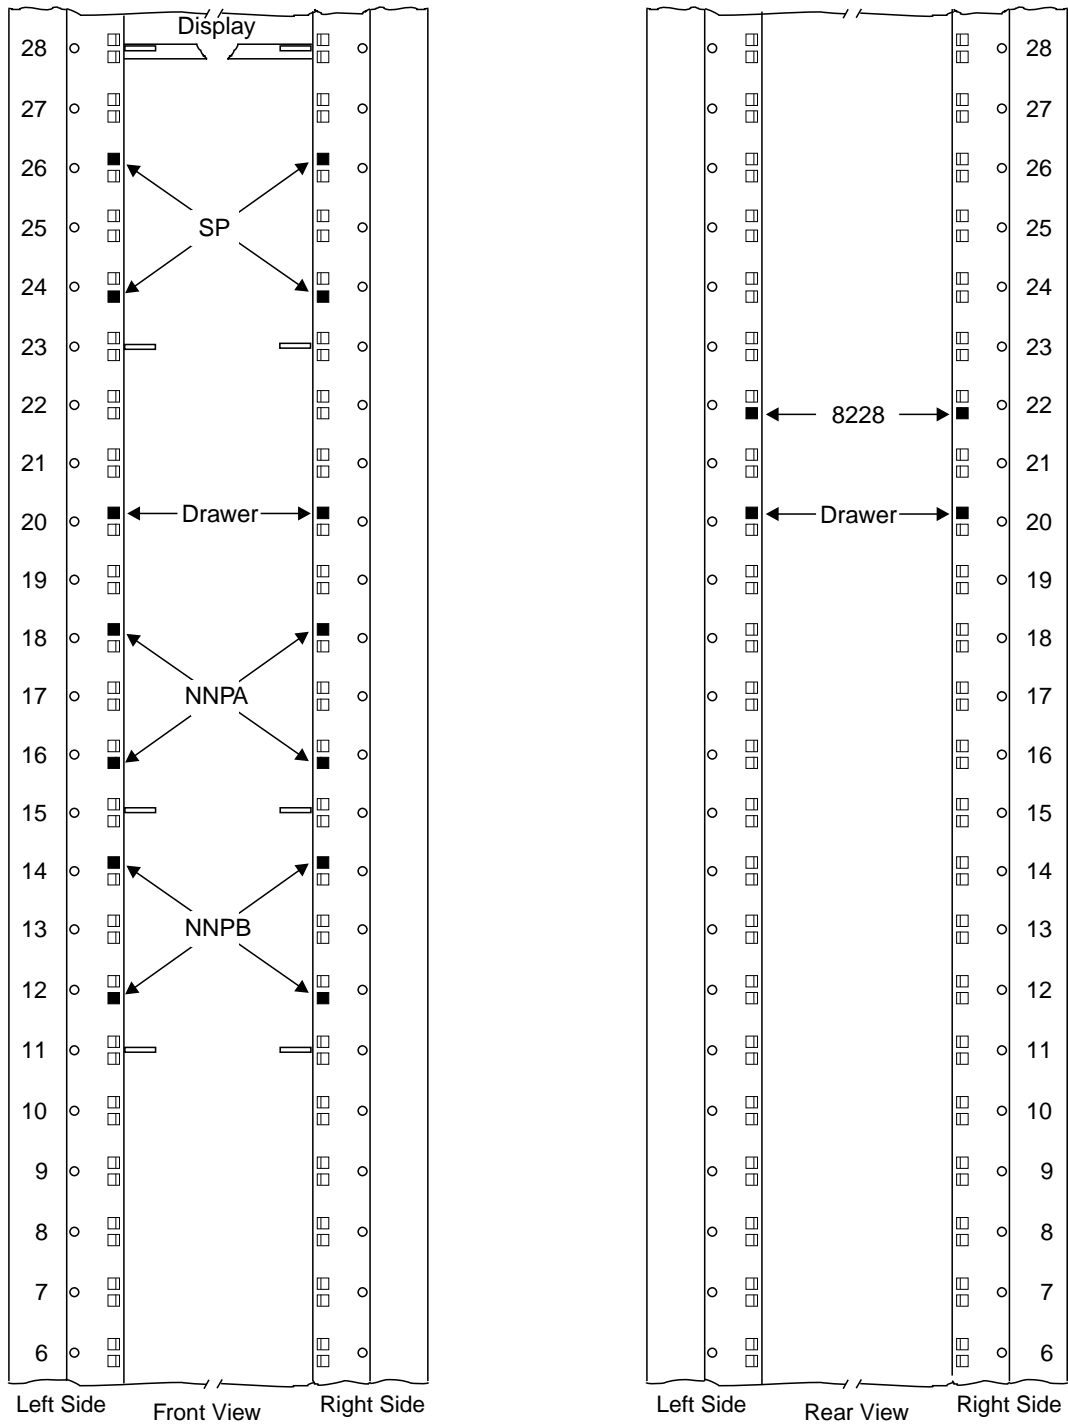 Display
28 28
27 27
26 26
SP
25 25
24 24
23 23
22 8228 22
21 21
Drawer Drawer
20 20
19 19
18 18
17 NNPA 17
16 16
15 15
14 14
13 NNPB 13
12 12
11 11
10 10
9 9
8 8
7 7
6 6
Left Side Front View Right Side Left Side Rear View Right Side